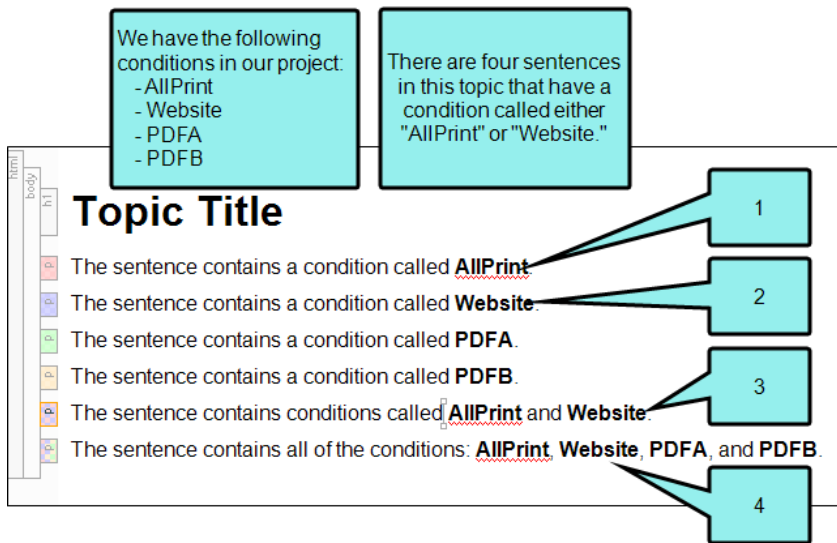 We have the following
conditions in our project:
- AllPrint
- Website
- PDFA
- PDFB
There are four sentences
in this topic that have a
condition called either
"AllPrint" or "Website."
html
body
h1
Topic Title
1
p
The sentence contains a condition called AllPrint.
p
The sentence contains a condition called Website.
2
p
The sentence contains a condition called PDFA.
p
The sentence contains a condition called PDFB.
3
p
The sentence contains conditions called AllPrint and Website.
p
The sentence contains all of the conditions: AllPrint, Website, PDFA, and PDFB.
4